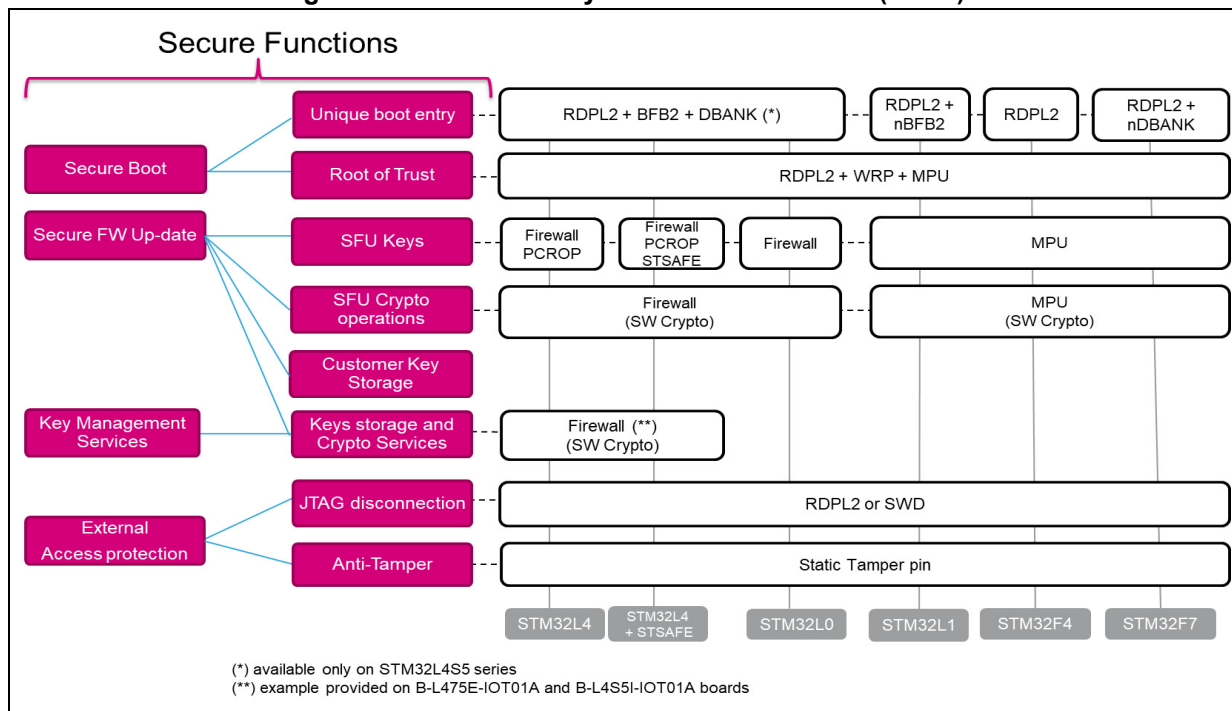 Secure Functions
Unique boot entry
RDPL2 + BFB2 + DBANK (*)
RDPL2 +
nBFB2
RDPL2
RDPL2 +
nDBANK
Secure Boot
Root of Trust
RDPL2 + WRP + MPU
Secure FW Up-date
SFU Keys
Firewall
PCROP
Firewall
PCROP
STSAFE
Firewall
MPU
SFU Crypto
operations
Firewall
(SW Crypto)
MPU
(SW Crypto)
Customer Key
Storage
Key Management
Services
Keys storage and
Crypto Services
Firewall (**)
(SW Crypto)
JTAG disconnection
RDPL2 or SWD
External
Access protection
Anti-Tamper
Static Tamper pin
STM32L4
STM32L4
+ STSAFE
STM32L0
STM32L1
STM32F4
STM32F7
(*) available only on STM32L4S5 series
(**) example provided on B-L475E-IOT01A and B-L4S5I-IOT01A boards